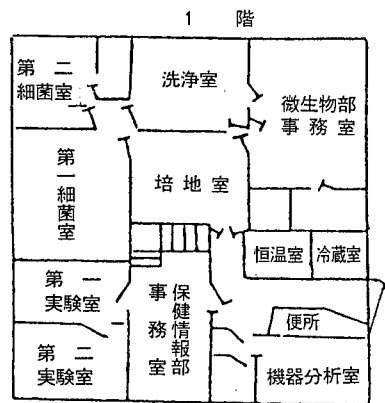 1 階
第二
細菌室
洗浄室
微生物部
事務室
第一細菌室
培地室
恒温室
冷蔵室
第一
実験室
保健情報部
事務室
便所
第二
実験室
機器分析室